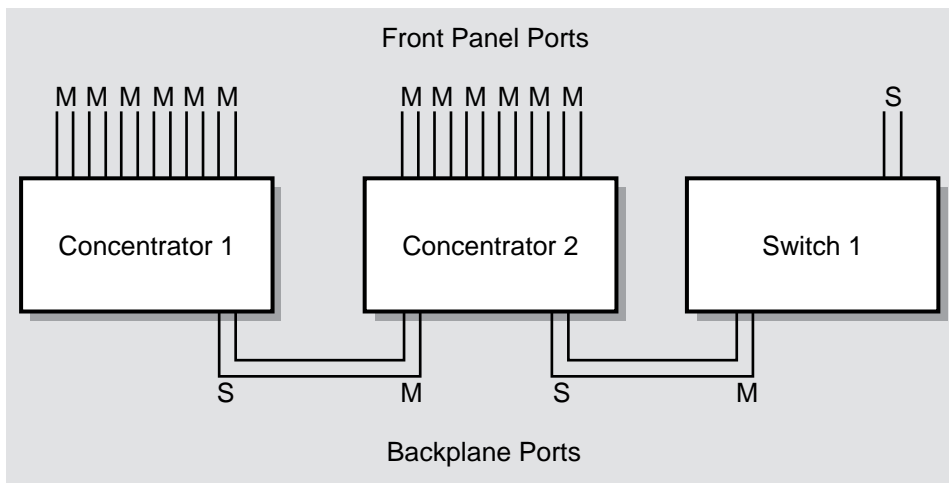 Front Panel Ports
M M M M M M
M M M M M M
S
Concentrator 1
Concentrator 2
Switch 1
S
M
S
M
Backplane Ports